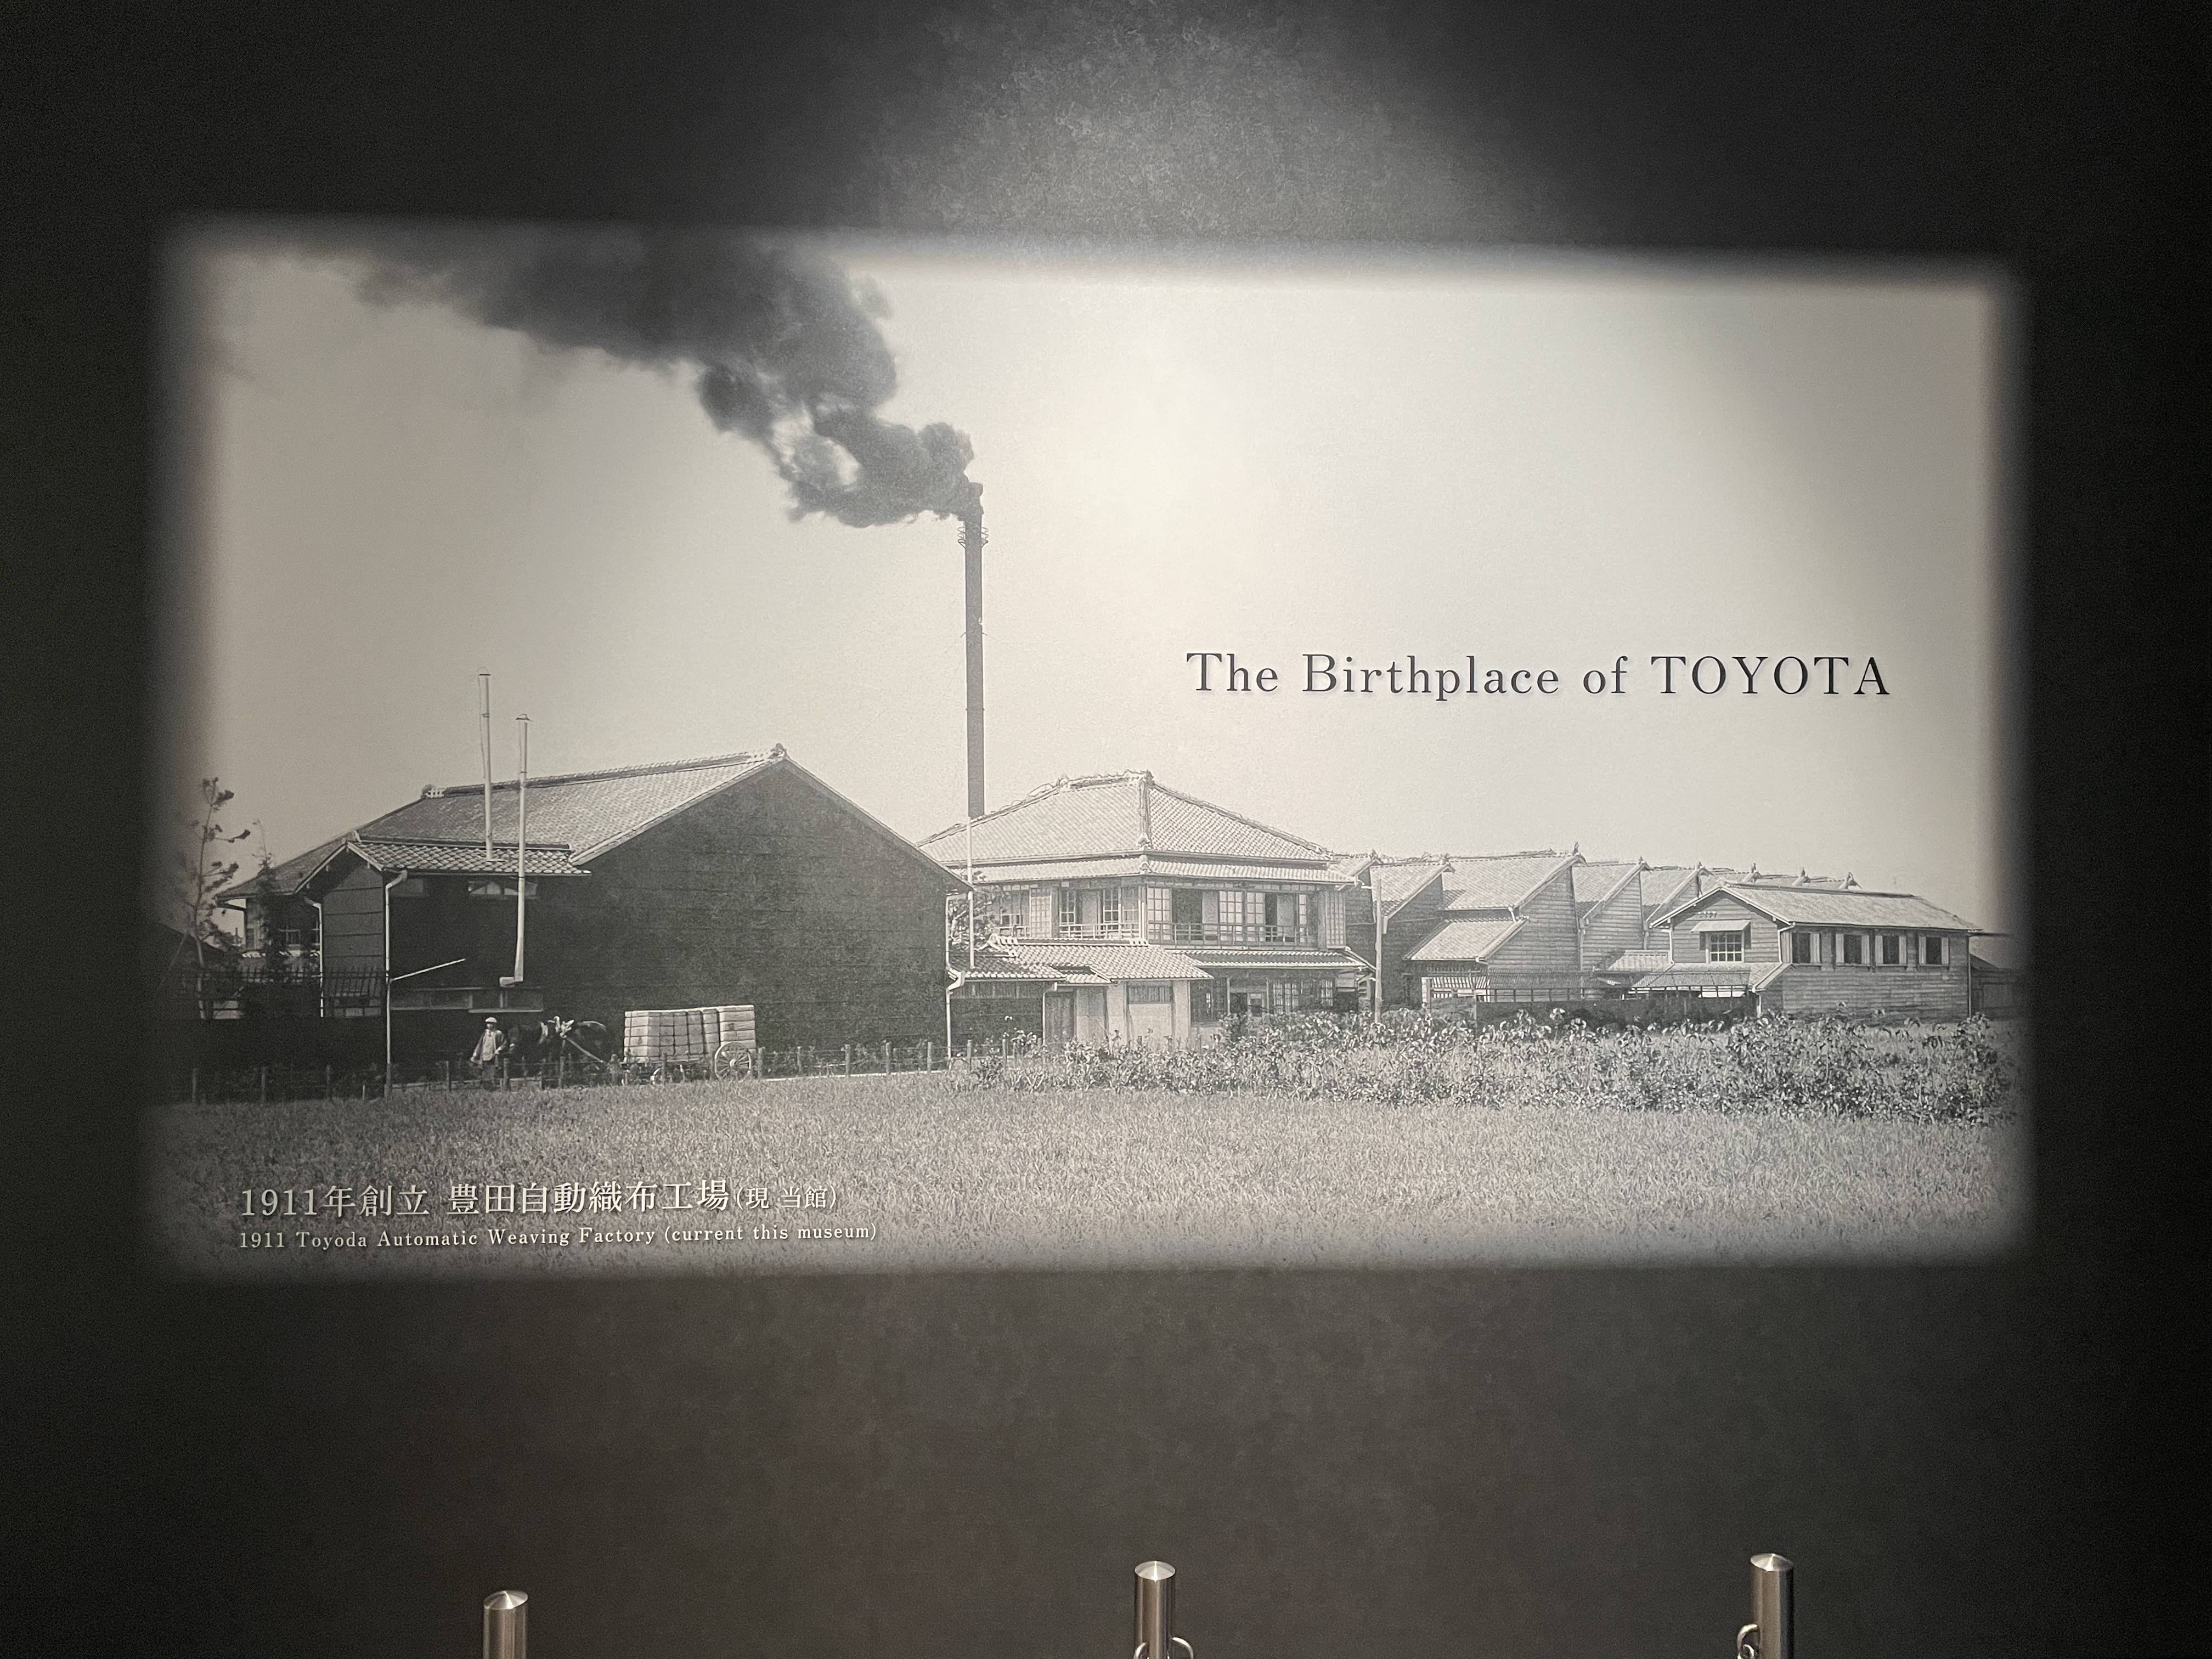 The Birthplace of TOYOTA
1911年創立 豊田自動織布工場(現 当館)
1911 Toyoda Automatic Weaving Factory (current this museum)